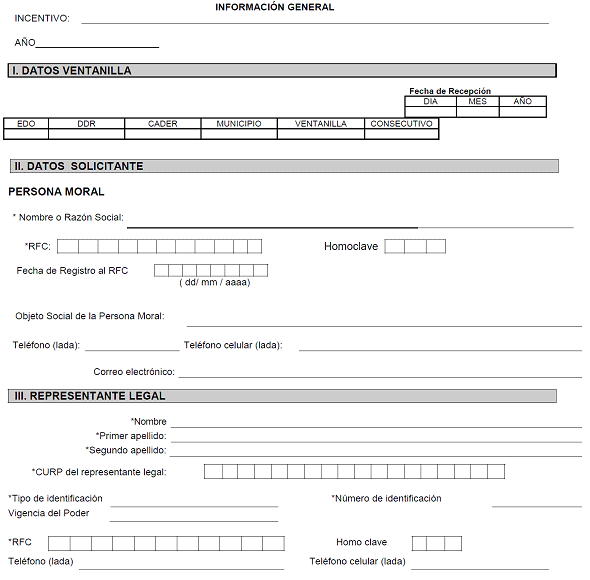 INFORMACIÓN GENERAL
INCENTIVO:
AÑO
I. DATOS VENTANILLA
Fecha de Recepción
DIA MES AÑO
EDO DDR CADER MUNICIPIO VENTANILLA CONSECUTIVO
II. DATOS SOLICITANTE
PERSONA MORAL
* Nombre o Razón Social:
*RFC: Homoclave
Fecha de Registro al RFC
( dd/ mm / aaaa)
Objeto Social de la Persona Moral:
Teléfono (lada): Teléfono celular (lada):
Correo electrónico:
III. REPRESENTANTE LEGAL
*Nombre
*Primer apellido:
*Segundo apellido:
*CURP del representante legal:
*Tipo de identificación *Número de identificación
Vigencia del Poder
*RFC Homo clave
Teléfono (lada) Teléfono celular (lada)